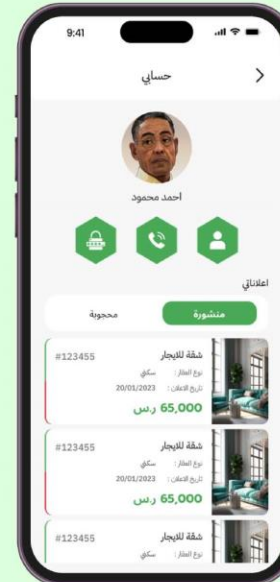 9:41
حسابي
احمد محمود
اعلاناتي
منشورة
محجوبة
شقة للايجار
#123455
نوع العقار : سكني
تاريخ الاعلان : 20/01/2023
65,000 ر.س
شقة للايجار
#123455
نوع العقار : سكني
تاريخ الاعلان : 20/01/2023
65,000 ر.س
شقة للايجار
#123455
نوع العقار : سكني